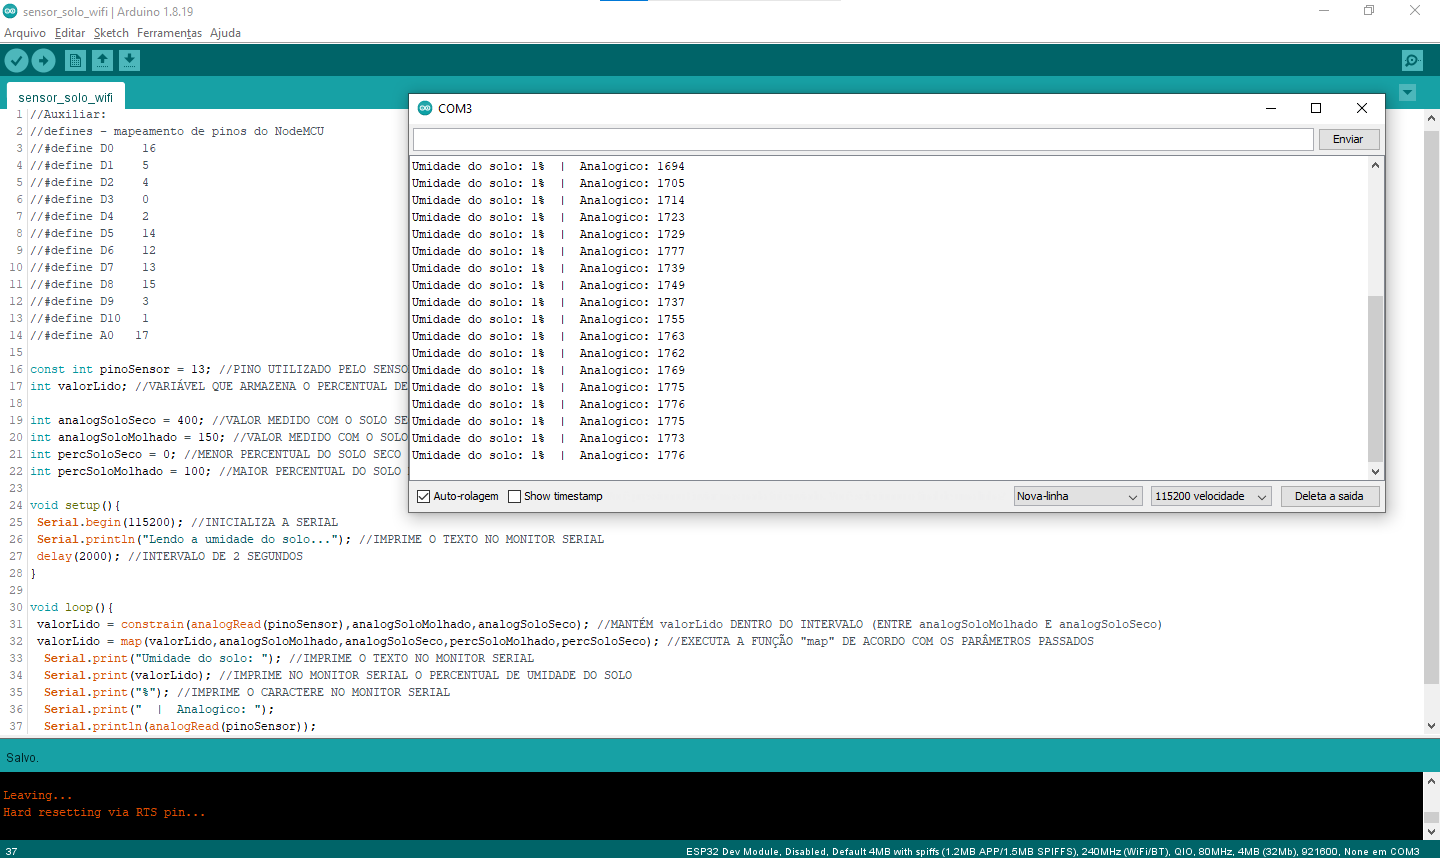 sensor_solo_wifi | Arduino 1.8.19
Arquivo Editar Sketch Ferramentas Ajuda
sensor_solo_wifi
1 //Auxiliar:
2 //defines - mapeamento de pinos do NodeMCU
3 //#define D0    16
4 //#define D1    5
5 //#define D2    4
6 //#define D3    0
7 //#define D4    2
8 //#define D5    14
9 //#define D6    12
10 //#define D7    13
11 //#define D8    15
12 //#define D9    3
13 //#define D10   1
14 //#define A0   17
15
16 const int pinoSensor = 13; //PINO UTILIZADO PELO SENSO
17 int valorLido; //VARIÁVEL QUE ARMAZENA O PERCENTUAL DE
18
19 int analogSoloSeco = 400; //VALOR MEDIDO COM O SOLO SE
20 int analogSoloMolhado = 150; //VALOR MEDIDO COM O SOLO
21 int percSoloSeco = 0; //MENOR PERCENTUAL DO SOLO SECO
22 int percSoloMolhado = 100; //MAIOR PERCENTUAL DO SOLO
23
24 void setup(){
25  Serial.begin(115200); //INICIALIZA A SERIAL
26  Serial.println("Lendo a umidade do solo..."); //IMPRIME O TEXTO NO MONITOR SERIAL
27  delay(2000); //INTERVALO DE 2 SEGUNDOS
28 }
29
30 void loop(){
31  valorLido = constrain(analogRead(pinoSensor),analogSoloMolhado,analogSoloSeco); //MANTÉM valorLido DENTRO DO INTERVALO (ENTRE analogSoloMolhado E analogSoloSeco)
32  valorLido = map(valorLido,analogSoloMolhado,analogSoloSeco,percSoloMolhado,percSoloSeco); //EXECUTA A FUNÇÃO "map" DE ACORDO COM OS PARÂMETROS PASSADOS
33   Serial.print("Umidade do solo: "); //IMPRIME O TEXTO NO MONITOR SERIAL
34   Serial.print(valorLido); //IMPRIME NO MONITOR SERIAL O PERCENTUAL DE UMIDADE DO SOLO
35   Serial.print("%"); //IMPRIME O CARACTERE NO MONITOR SERIAL
36   Serial.print("  |  Analogico: ");
37   Serial.println(analogRead(pinoSensor));
COM3
Enviar
Umidade do solo: 1%  |  Analogico: 1694
Umidade do solo: 1%  |  Analogico: 1705
Umidade do solo: 1%  |  Analogico: 1714
Umidade do solo: 1%  |  Analogico: 1723
Umidade do solo: 1%  |  Analogico: 1729
Umidade do solo: 1%  |  Analogico: 1777
Umidade do solo: 1%  |  Analogico: 1739
Umidade do solo: 1%  |  Analogico: 1749
Umidade do solo: 1%  |  Analogico: 1737
Umidade do solo: 1%  |  Analogico: 1755
Umidade do solo: 1%  |  Analogico: 1763
Umidade do solo: 1%  |  Analogico: 1762
Umidade do solo: 1%  |  Analogico: 1769
Umidade do solo: 1%  |  Analogico: 1775
Umidade do solo: 1%  |  Analogico: 1776
Umidade do solo: 1%  |  Analogico: 1775
Umidade do solo: 1%  |  Analogico: 1773
Umidade do solo: 1%  |  Analogico: 1776
Auto-rolagem Show timestamp Nova-linha 115200 velocidade Deleta a saida
Salvo.
Leaving...
Hard resetting via RTS pin...
37 ESP32 Dev Module, Disabled, Default 4MB with spiffs (1.2MB APP/1.5MB SPIFFS), 240MHz (WiFi/BT), QIO, 80MHz, 4MB (32Mb), 921600, None em COM3